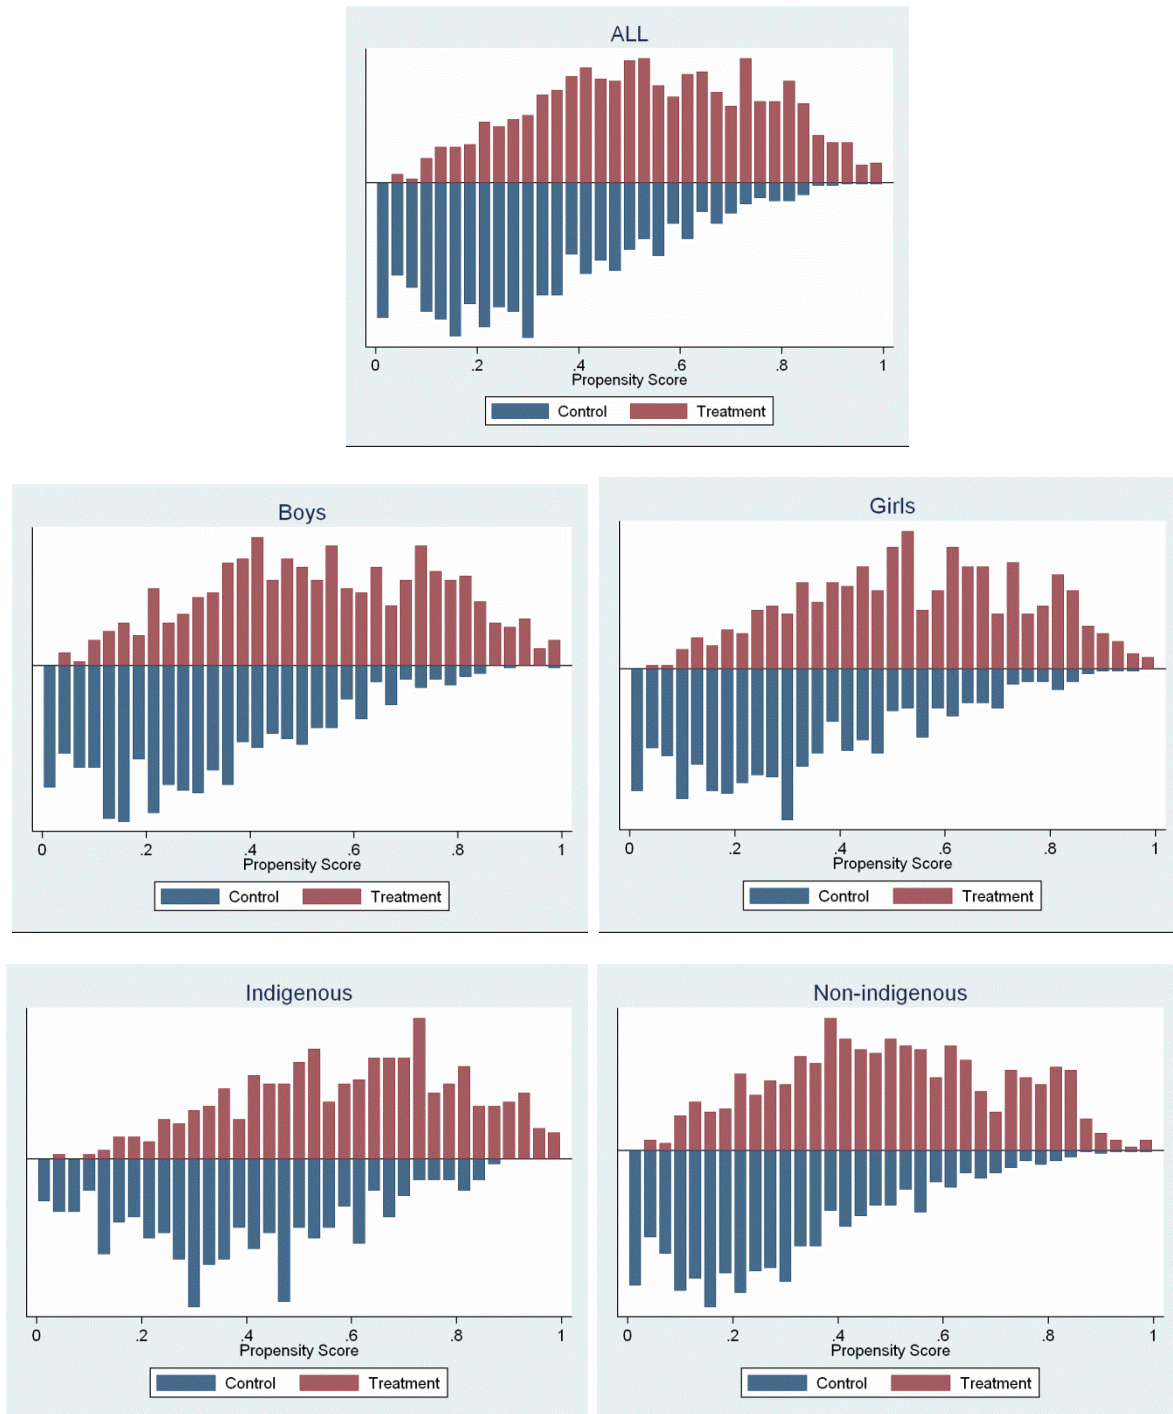 ALL
0 .2 .4 .6 .8 1
Propensity Score
Control Treatment
Boys
0 .2 .4 .6 .8 1
Propensity Score
Control Treatment
Girls
0 .2 .4 .6 .8 1
Propensity Score
Control Treatment
Indigenous
0 .2 .4 .6 .8 1
Propensity Score
Control Treatment
Non-indigenous
0 .2 .4 .6 .8 1
Propensity Score
Control Treatment